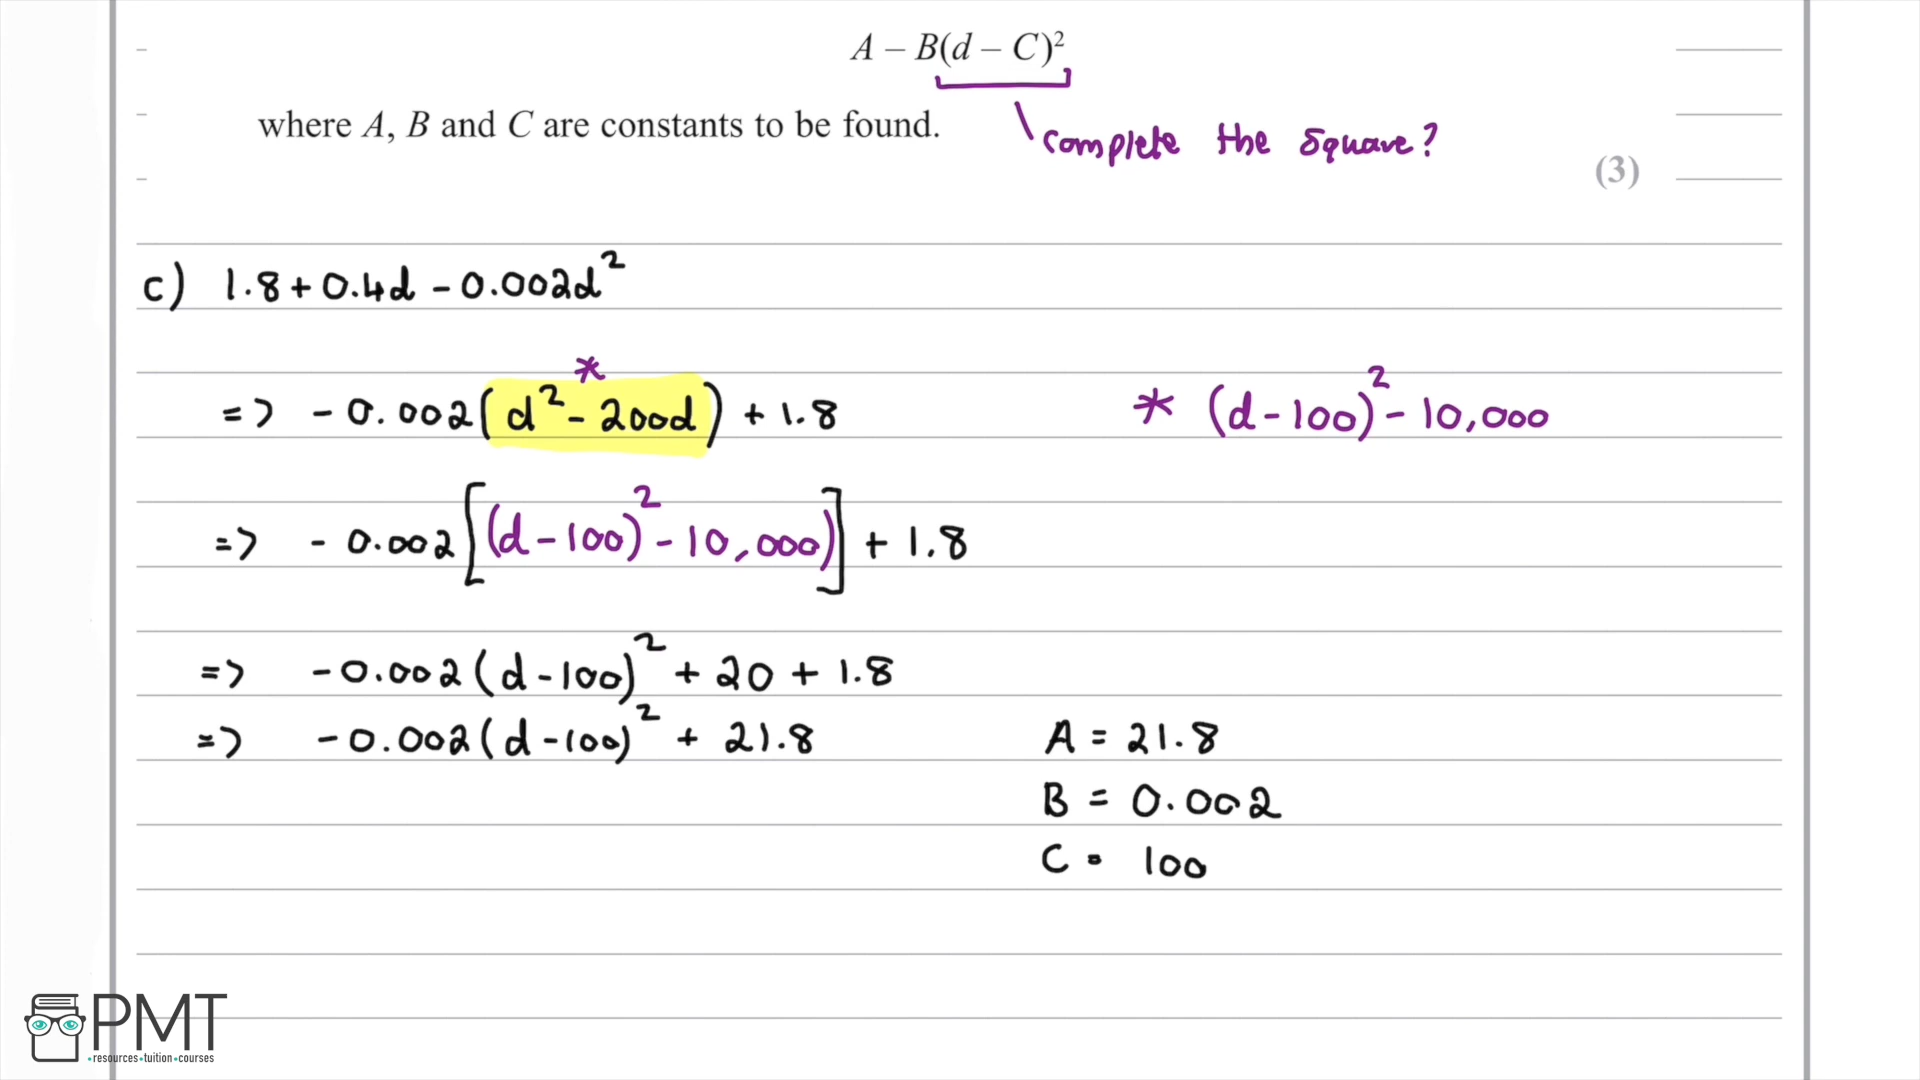 A – B(d – C)²
where A, B and C are constants to be found.
complete the square?
(3)
c) 1.8 + 0.4d - 0.002d²
*
=> - 0.002(d² - 200d) + 1.8
* (d - 100)² - 10,000
=> - 0.002[(d - 100)² - 10,000)] + 1.8
=> - 0.002(d - 100)² + 20 + 1.8
=> - 0.002(d - 100)² + 21.8
A = 21.8
B = 0.002
C = 100
PMT
•resources•tuition•courses